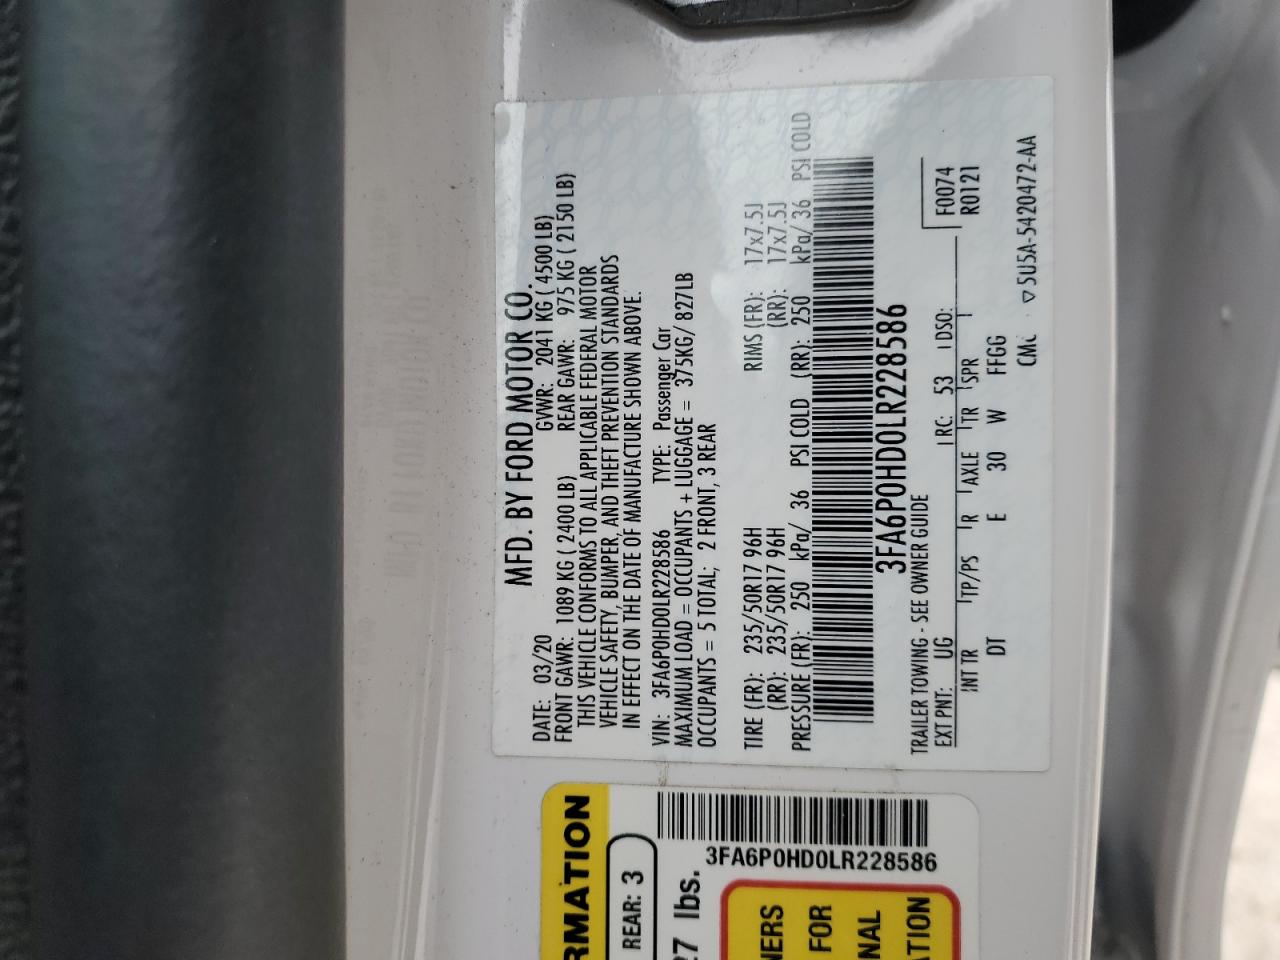 MFD. BY FORD MOTOR CO.
DATE: 03/20 GVWR: 2041 KG ( 4500 LB)
FRONT GAWR: 1089 KG ( 2400 LB) REAR GAWR: 975 KG ( 2150 LB)
THIS VEHICLE CONFORMS TO ALL APPLICABLE FEDERAL MOTOR
VEHICLE SAFETY, BUMPER, AND THEFT PREVENTION STANDARDS
IN EFFECT ON THE DATE OF MANUFACTURE SHOWN ABOVE.
VIN: 3FA6P0HD0LR228586 TYPE: Passenger Car
MAXIMUM LOAD = OCCUPANTS + LUGGAGE = 375KG/ 827LB
OCCUPANTS = 5 TOTAL; 2 FRONT, 3 REAR
TIRE (FR): 235/50R17 96H RIMS (FR): 17x7.5J
(RR): 235/50R17 96H (RR): 17x7.5J
PRESSURE (FR): 250 kPa/ 36 PSI COLD (RR): 250 kPa/ 36 PSI COLD
3FA6P0HD0LR228586
TRAILER TOWING - SEE OWNER GUIDE
EXT PNT: UG RC: 53 DSO:
F0074
R0121
INT TR TP/PS R AXLE TR SPR
DT E 30 W FFGG
▽5U5A-5420472-AA
RMATION
REAR: 3
27 lbs.
3FA6P0HD0LR228586
NERS
FOR
NAL
ATION